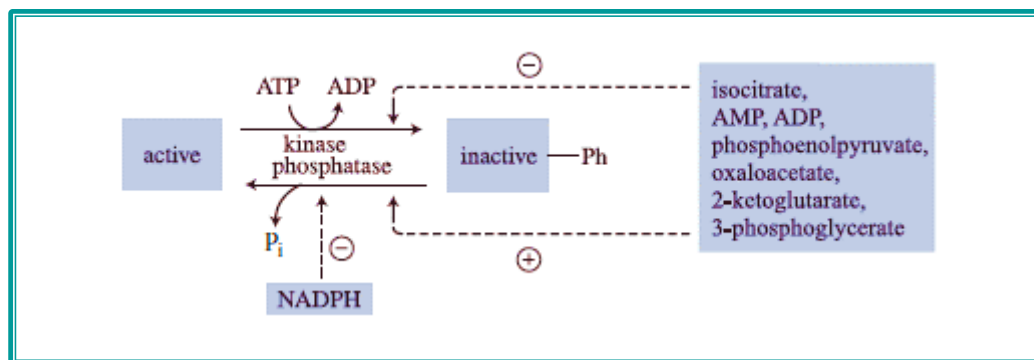 ATP ADP
active
kinase
phosphatase
Pi
NADPH
inactive
Ph
isocitrate,
AMP, ADP,
phosphoenolpyruvate,
oxaloacetate,
2-ketoglutarate,
3-phosphoglycerate
−
+
−